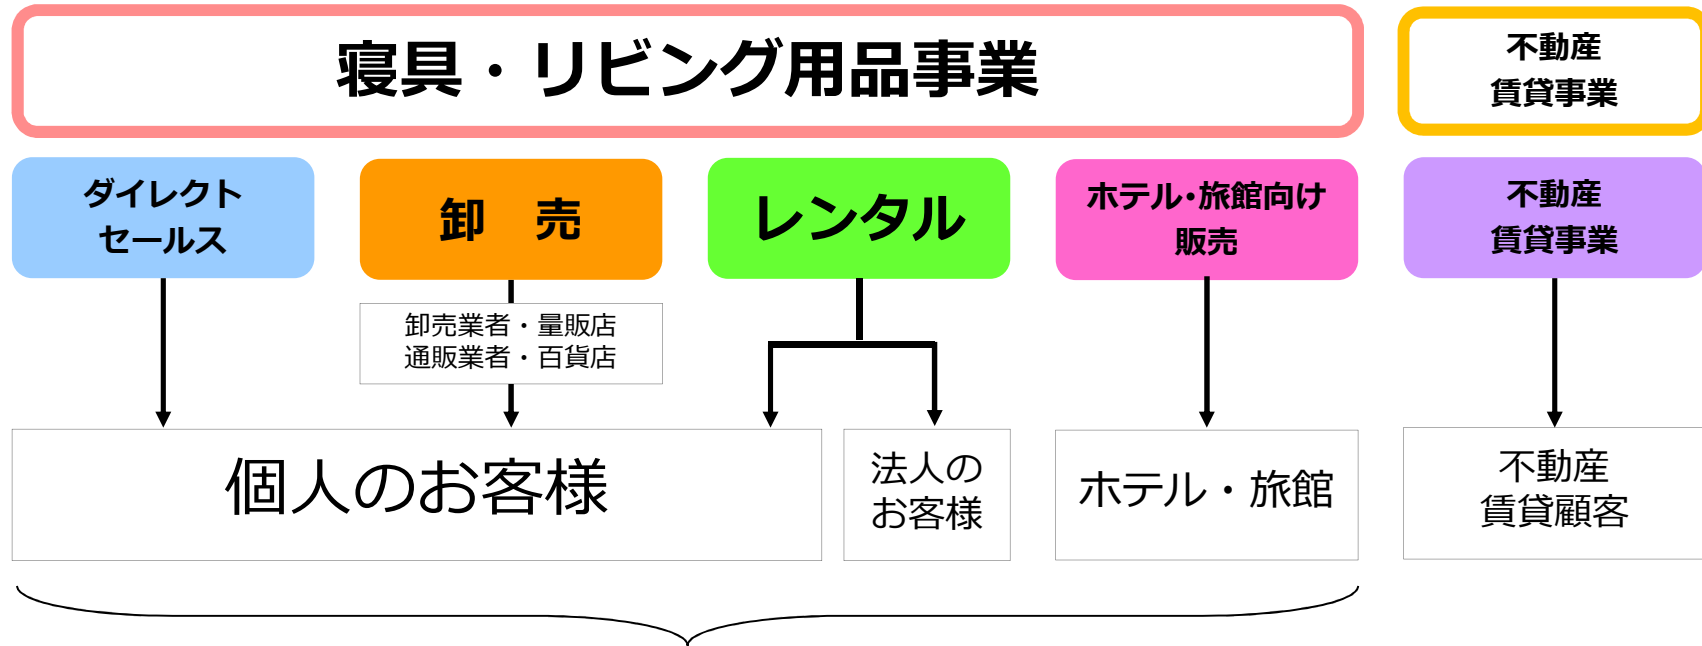 寝具・リビング用品事業
不動産
賃貸事業
ダイレクト
セールス
卸　売
レンタル
ホテル・旅館向け
販売
不動産
賃貸事業
卸売業者・量販店
通販業者・百貨店
個人のお客様
法人の
お客様
ホテル・旅館
不動産
賃貸顧客